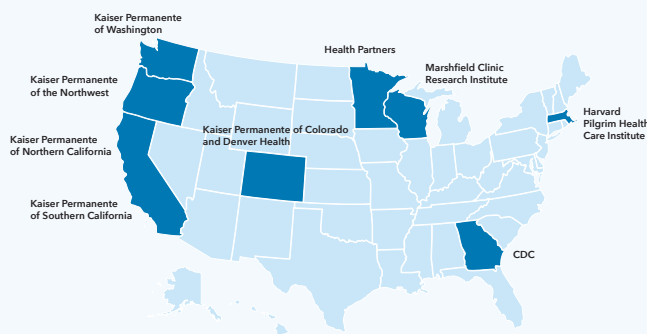 Kaiser Permanente
of Washington
Health Partners
Marshfield Clinic
Research Institute
Kaiser Permanente
of the Northwest
Harvard
Pilgrim Health
Care Institute
Kaiser Permanente of Colorado
and Denver Health
Kaiser Permanente
of Northern California
Kaiser Permanente
of Southern California
CDC